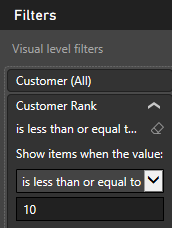 Filters
Visual level filters
Customer (All)
Customer Rank
is less than or equal t...
Show items when the value:
is less than or equal to
10